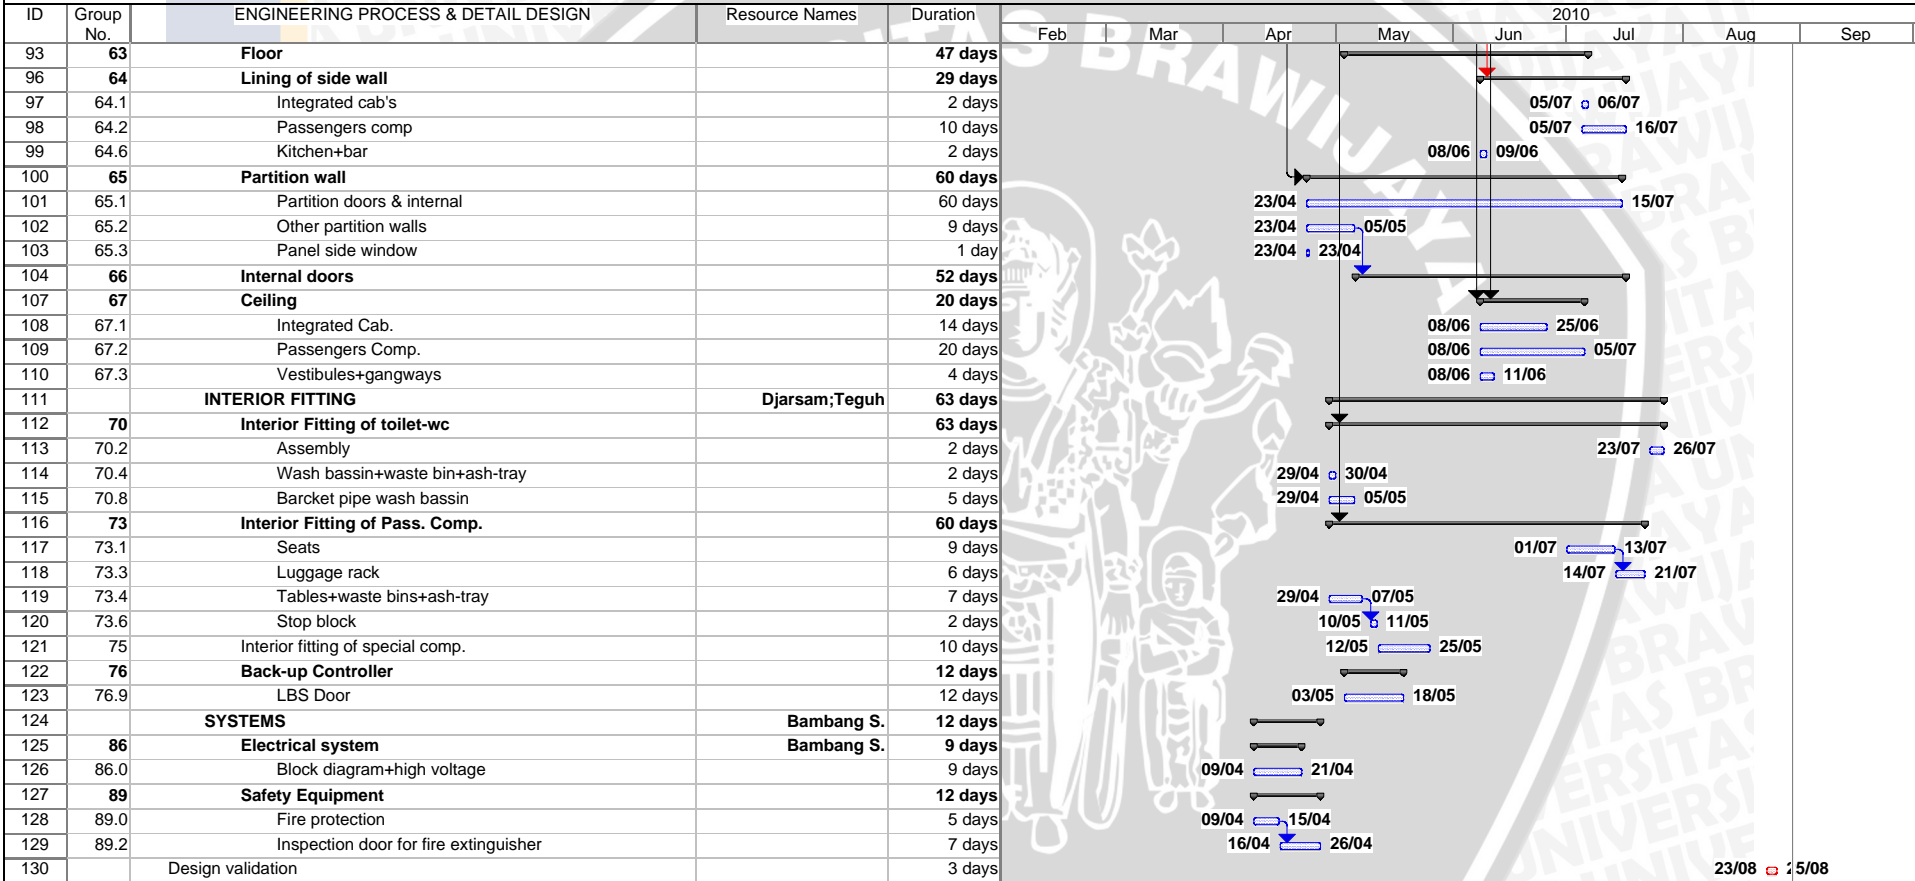 ID Group No. ENGINEERING PROCESS & DETAIL DESIGN Resource Names Duration 2010
Feb Mar Apr May Jun Jul Aug Sep
93 63 Floor 47 days
96 64 Lining of side wall 29 days
97 64.1 Integrated cab's 2 days 05/07 06/07
98 64.2 Passengers comp 10 days 05/07 16/07
99 64.6 Kitchen+bar 2 days 08/06 09/06
100 65 Partition wall 60 days
101 65.1 Partition doors & internal 60 days 23/04 15/07
102 65.2 Other partition walls 9 days 23/04 05/05
103 65.3 Panel side window 1 day 23/04 23/04
104 66 Internal doors 52 days
107 67 Ceiling 20 days
108 67.1 Integrated Cab. 14 days 08/06 25/06
109 67.2 Passengers Comp. 20 days 08/06 05/07
110 67.3 Vestibules+gangways 4 days 08/06 11/06
111 INTERIOR FITTING Djarsam;Teguh 63 days
112 70 Interior Fitting of toilet-wc 63 days
113 70.2 Assembly 2 days 23/07 26/07
114 70.4 Wash bassin+waste bin+ash-tray 2 days 29/04 30/04
115 70.8 Barcket pipe wash bassin 5 days 29/04 05/05
116 73 Interior Fitting of Pass. Comp. 60 days
117 73.1 Seats 9 days 01/07 13/07
118 73.3 Luggage rack 6 days 14/07 21/07
119 73.4 Tables+waste bins+ash-tray 7 days 29/04 07/05
120 73.6 Stop block 2 days 10/05 11/05
121 75 Interior fitting of special comp. 10 days 12/05 25/05
122 76 Back-up Controller 12 days
123 76.9 LBS Door 12 days 03/05 18/05
124 SYSTEMS Bambang S. 12 days
125 86 Electrical system Bambang S. 9 days
126 86.0 Block diagram+high voltage 9 days 09/04 21/04
127 89 Safety Equipment 12 days
128 89.0 Fire protection 5 days 09/04 15/04
129 89.2 Inspection door for fire extinguisher 7 days 16/04 26/04
130 Design validation 3 days 23/08 25/08
BRAWIJAYA